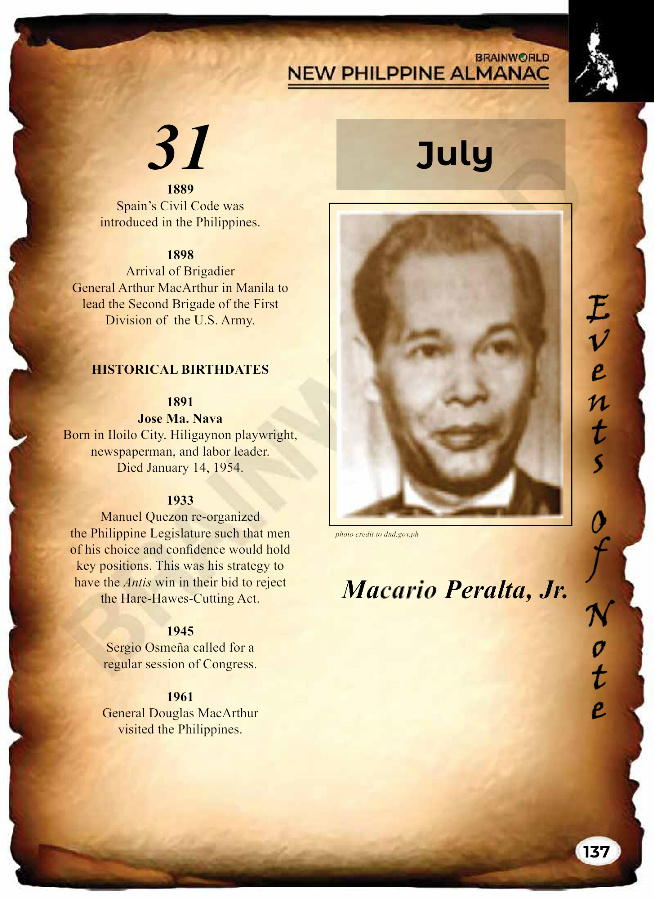 BRAINWORLD
NEW PHILPPINE ALMANAC
31
1889
Spain's Civil Code was
introduced in the Philippines.
1898
Arrival of Brigadier
General Arthur MacArthur in Manila to
lead the Second Brigade of the First
Division of the U.S. Army.
HISTORICAL BIRTHDATES
1891
Jose Ma. Nava
Born in Iloilo City. Hiligaynon playwright,
newspaperman, and labor leader.
Died January 14, 1954.
1933
Manuel Quezon re-organized
the Philippine Legislature such that men
of his choice and confidence would hold
key positions. This was his strategy to
have the Antis win in their bid to reject
the Hare-Hawes-Cutting Act.
1945
Sergio Osmeña called for a
regular session of Congress.
1961
General Douglas MacArthur
visited the Philippines.
July
photo credit to dnd.gov.ph
Macario Peralta, Jr.
Events of Note
137
BRAINWORLD